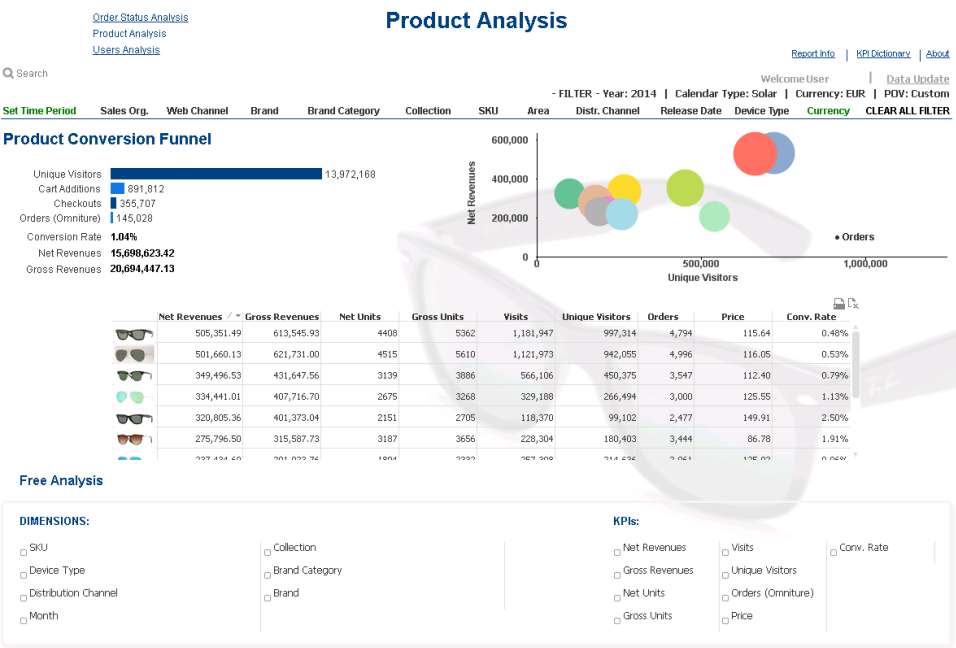 Order Status Analysis
Product Analysis
Users Analysis
Product Analysis
Report Info | KPI Dictionary | About
Search
Welcome User | Data Update
- FILTER - Year: 2014 | Calendar Type: Solar | Currency: EUR | POV: Custom
Set Time Period Sales Org. Web Channel Brand Brand Category Collection SKU Area Distr. Channel Release Date Device Type Currency CLEAR ALL FILTER
Product Conversion Funnel
Unique Visitors 13,972,168
Cart Additions 891,812
Checkouts 355,707
Orders (Omniture) 145,028
Conversion Rate 1.04%
Net Revenues 15,698,623.42
Gross Revenues 20,694,447.13
Net Revenues
600,000
400,000
200,000
0
0 500,000 1,000,000
Unique Visitors
Orders
Net Revenues Gross Revenues Net Units Gross Units Visits Unique Visitors Orders Price Conv. Rate
505,351.49 613,545.93 4408 5362 1,181,947 997,314 4,794 115.64 0.48%
501,660.13 621,731.00 4515 5610 1,121,973 942,055 4,996 116.05 0.53%
349,496.53 431,647.56 3139 3886 566,106 450,375 3,547 112.40 0.79%
334,441.01 407,716.70 2675 3268 329,188 266,494 3,000 125.55 1.13%
320,805.36 401,373.04 2151 2705 118,370 99,102 2,477 149.91 2.50%
275,796.50 315,587.73 3187 3656 228,304 180,403 3,444 86.78 1.91%
Free Analysis
DIMENSIONS:
SKU
Device Type
Distribution Channel
Month
Collection
Brand Category
Brand
KPIs:
Net Revenues
Gross Revenues
Net Units
Gross Units
Visits
Unique Visitors
Orders (Omniture)
Price
Conv. Rate